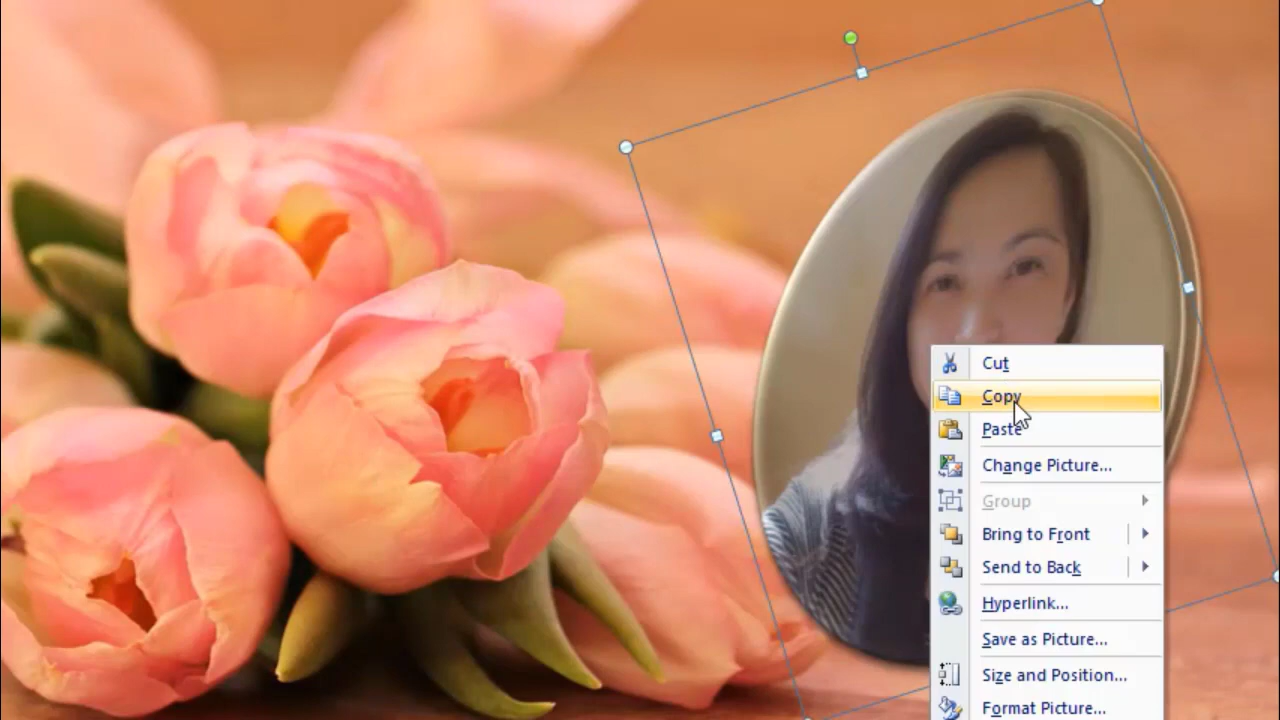 Cut
Copy
Paste
Change Picture...
Group
Bring to Front
Send to Back
Hyperlink...
Save as Picture...
Size and Position...
Format Picture...